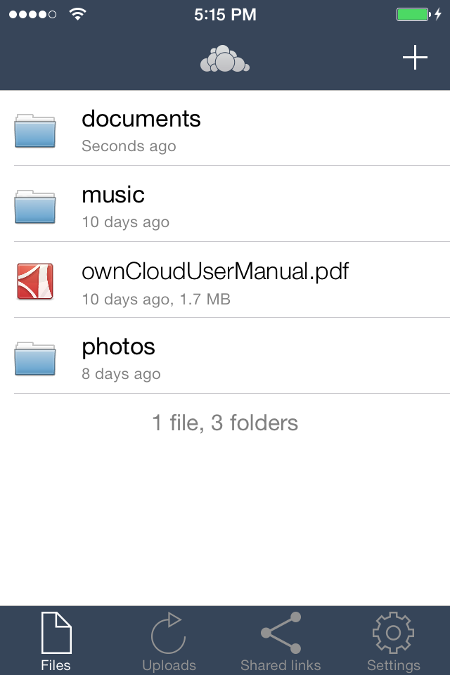 5:15 PM
documents
Seconds ago
music
10 days ago
ownCloudUserManual.pdf
10 days ago, 1.7 MB
photos
8 days ago
1 file, 3 folders
Files Uploads Shared links Settings